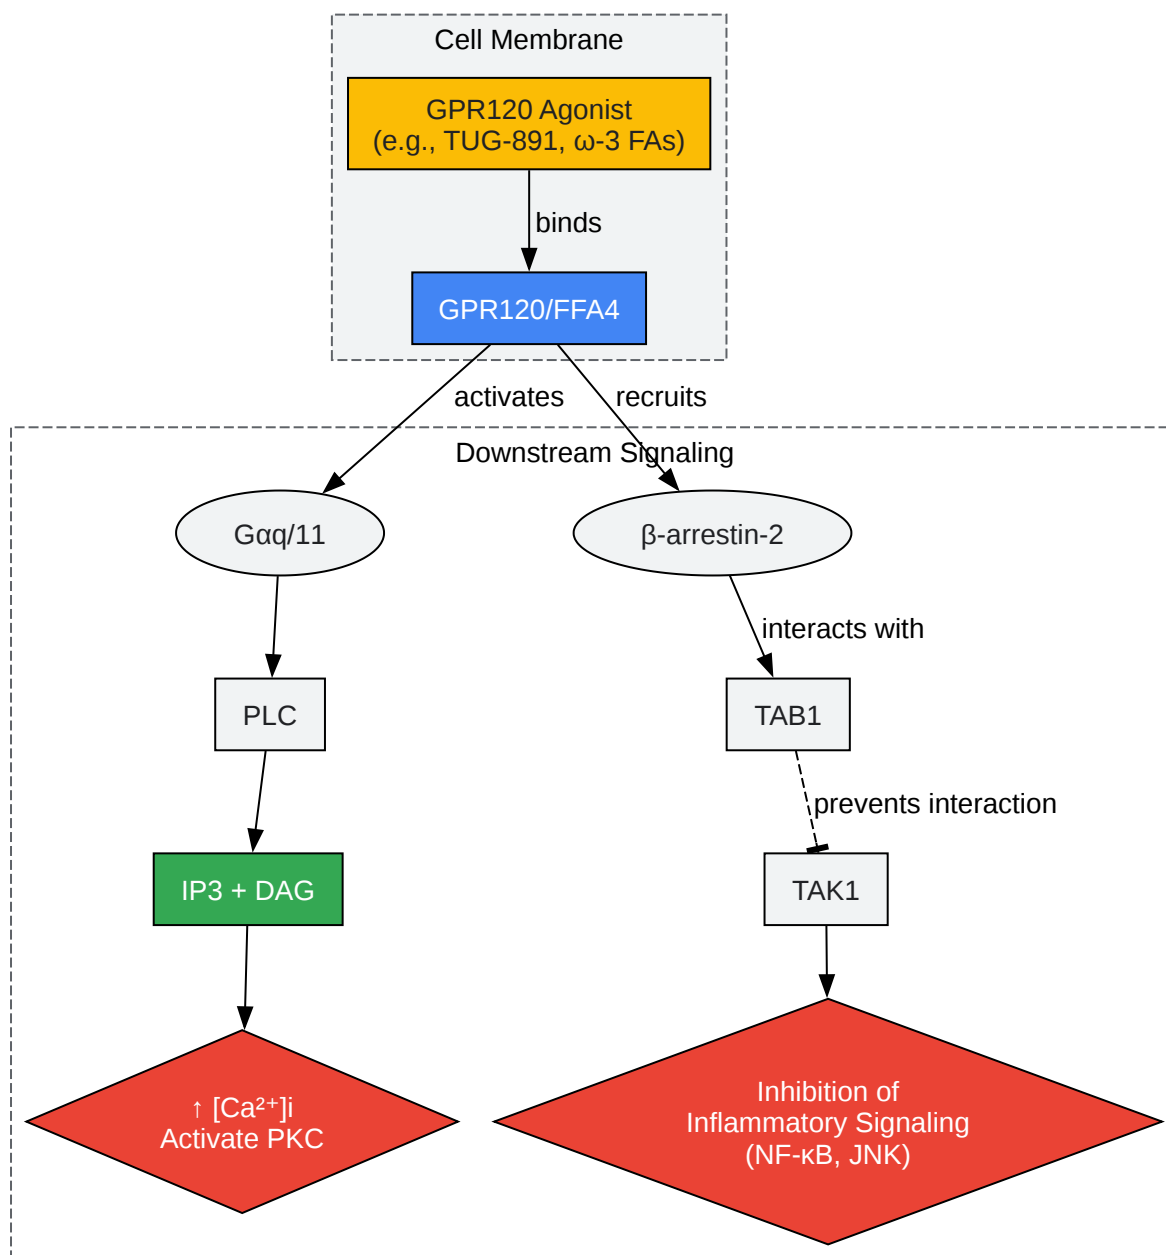 Cell Membrane
GPR120 Agonist
(e.g., TUG-891, ω-3 FAs)
binds
GPR120/FFA4
activates
recruits
Downstream Signaling
Gαq/11
β-arrestin-2
interacts with
PLC
TAB1
prevents interaction
IP3 + DAG
TAK1
↑ [Ca²⁺]i
Activate PKC
Inhibition of
Inflammatory Signaling
(NF-κB, JNK)